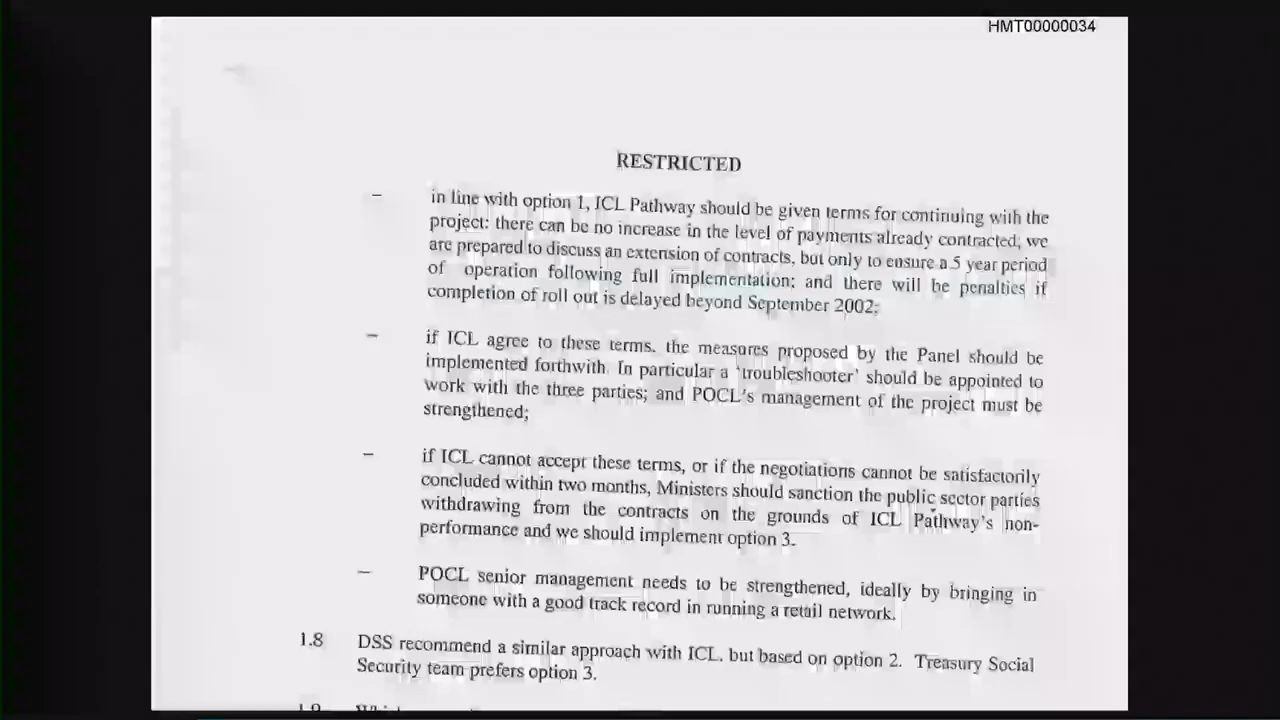 HMT00000034
RESTRICTED
– in line with option 1, ICL Pathway should be given terms for continuing with the
project: there can be no increase in the level of payments already contracted; we
are prepared to discuss an extension of contracts, but only to ensure a 5 year period
of operation following full implementation; and there will be penalties if
completion of roll out is delayed beyond September 2002;
– if ICL agree to these terms, the measures proposed by the Panel should be
implemented forthwith. In particular a 'troubleshooter' should be appointed to
work with the three parties; and POCL's management of the project must be
strengthened;
– if ICL cannot accept these terms, or if the negotiations cannot be satisfactorily
concluded within two months, Ministers should sanction the public sector parties
withdrawing from the contracts on the grounds of ICL Pathway's non-
performance and we should implement option 3.
– POCL senior management needs to be strengthened, ideally by bringing in
someone with a good track record in running a retail network.
1.8 DSS recommend a similar approach with ICL, but based on option 2. Treasury Social
Security team prefers option 3.